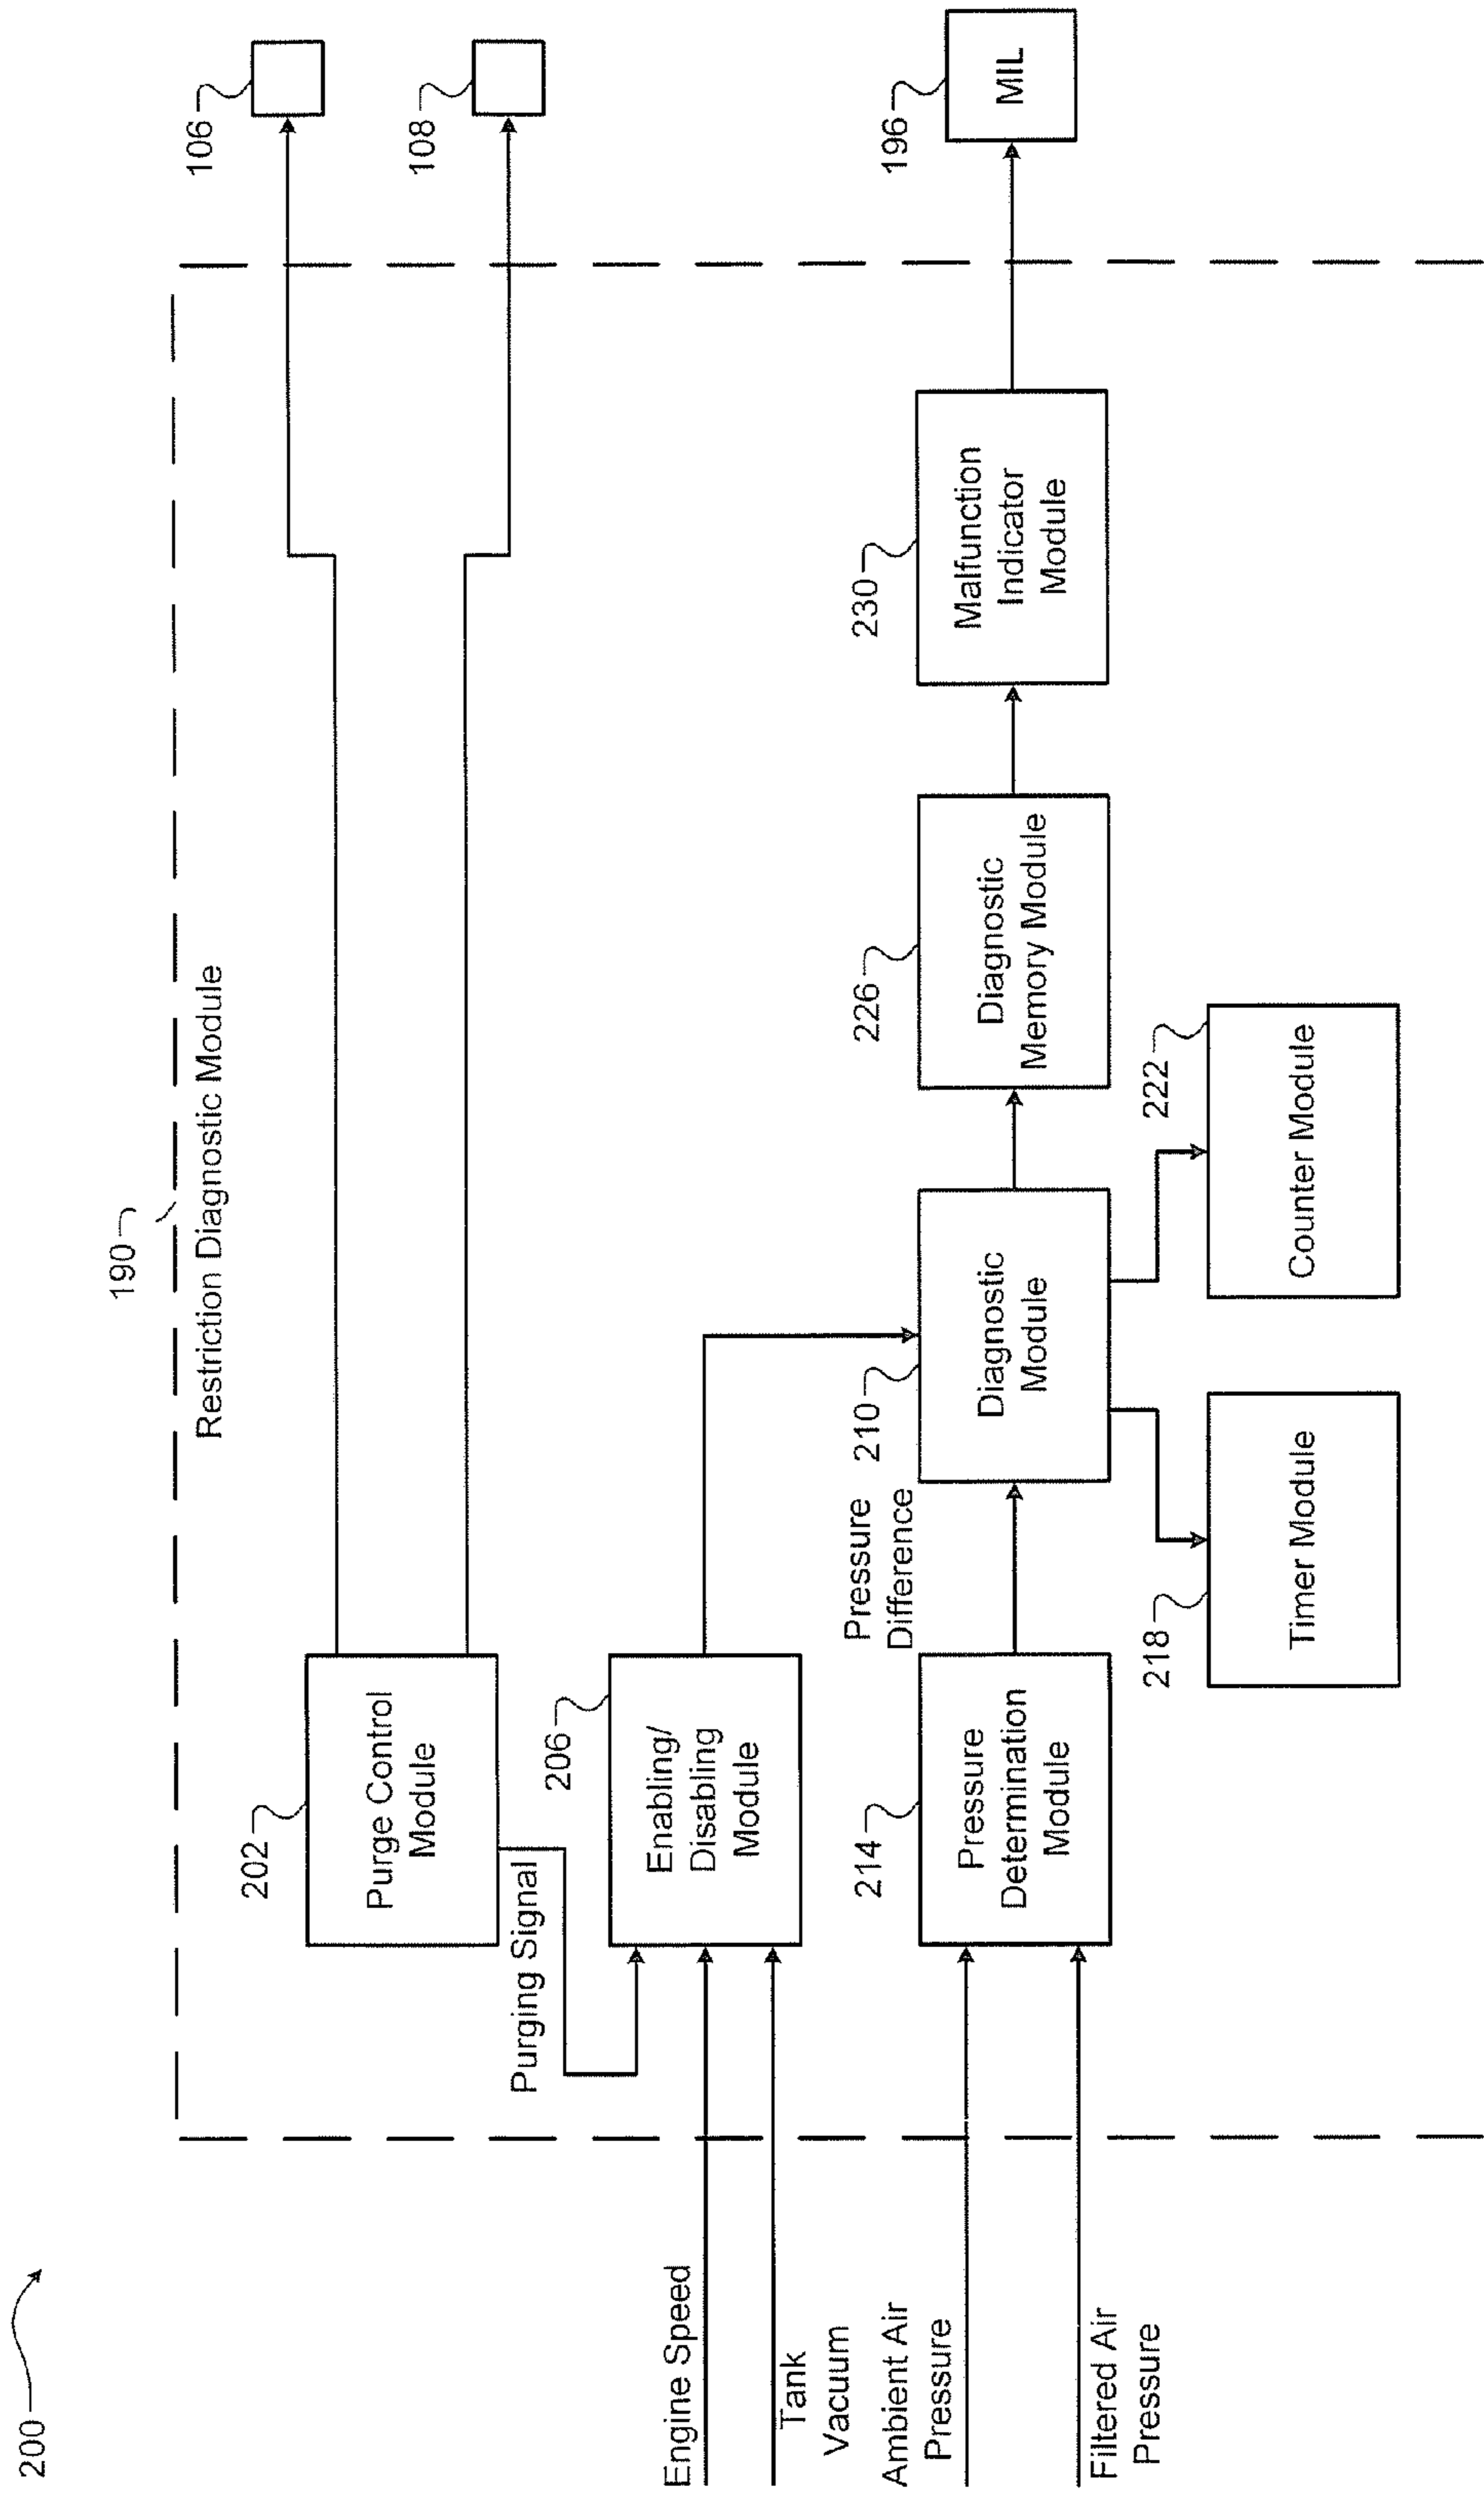 200
190
Restriction Diagnostic Module
202
Purge Control
Module
106
108
Purging Signal
Engine Speed
Tank
Vacuum
206
Enabling/
Disabling
Module
Ambient Air
Pressure
Filtered Air
Pressure
214
Pressure
Determination
Module
Pressure
Difference
210
Diagnostic
Module
226
Diagnostic
Memory Module
230
Malfunction
Indicator
Module
196
MIL
218
Timer Module
222
Counter Module